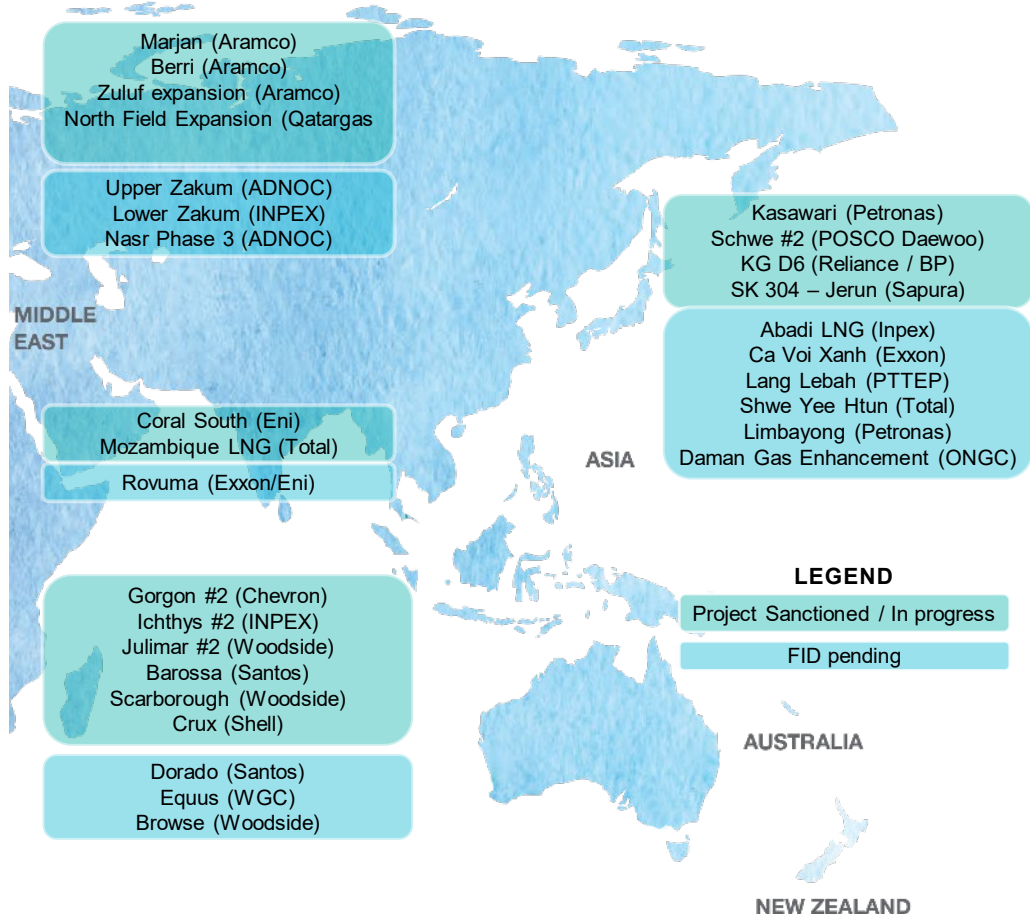 Marjan (Aramco)
Berri (Aramco)
Zuluf expansion (Aramco)
North Field Expansion (Qatargas
Upper Zakum (ADNOC)
Lower Zakum (INPEX)
Nasr Phase 3 (ADNOC)
MIDDLE
EAST
Coral South (Eni)
Mozambique LNG (Total)
Rovuma (Exxon/Eni)
Gorgon #2 (Chevron)
Ichthys #2 (INPEX)
Julimar #2 (Woodside)
Barossa (Santos)
Scarborough (Woodside)
Crux (Shell)
Dorado (Santos)
Equus (WGC)
Browse (Woodside)
Kasawari (Petronas)
Schwe #2 (POSCO Daewoo)
KG D6 (Reliance / BP)
SK 304 – Jerun (Sapura)
Abadi LNG (Inpex)
Ca Voi Xanh (Exxon)
Lang Lebah (PTTEP)
Shwe Yee Htun (Total)
Limbayong (Petronas)
Daman Gas Enhancement (ONGC)
ASIA
LEGEND
Project Sanctioned / In progress
FID pending
AUSTRALIA
NEW ZEALAND